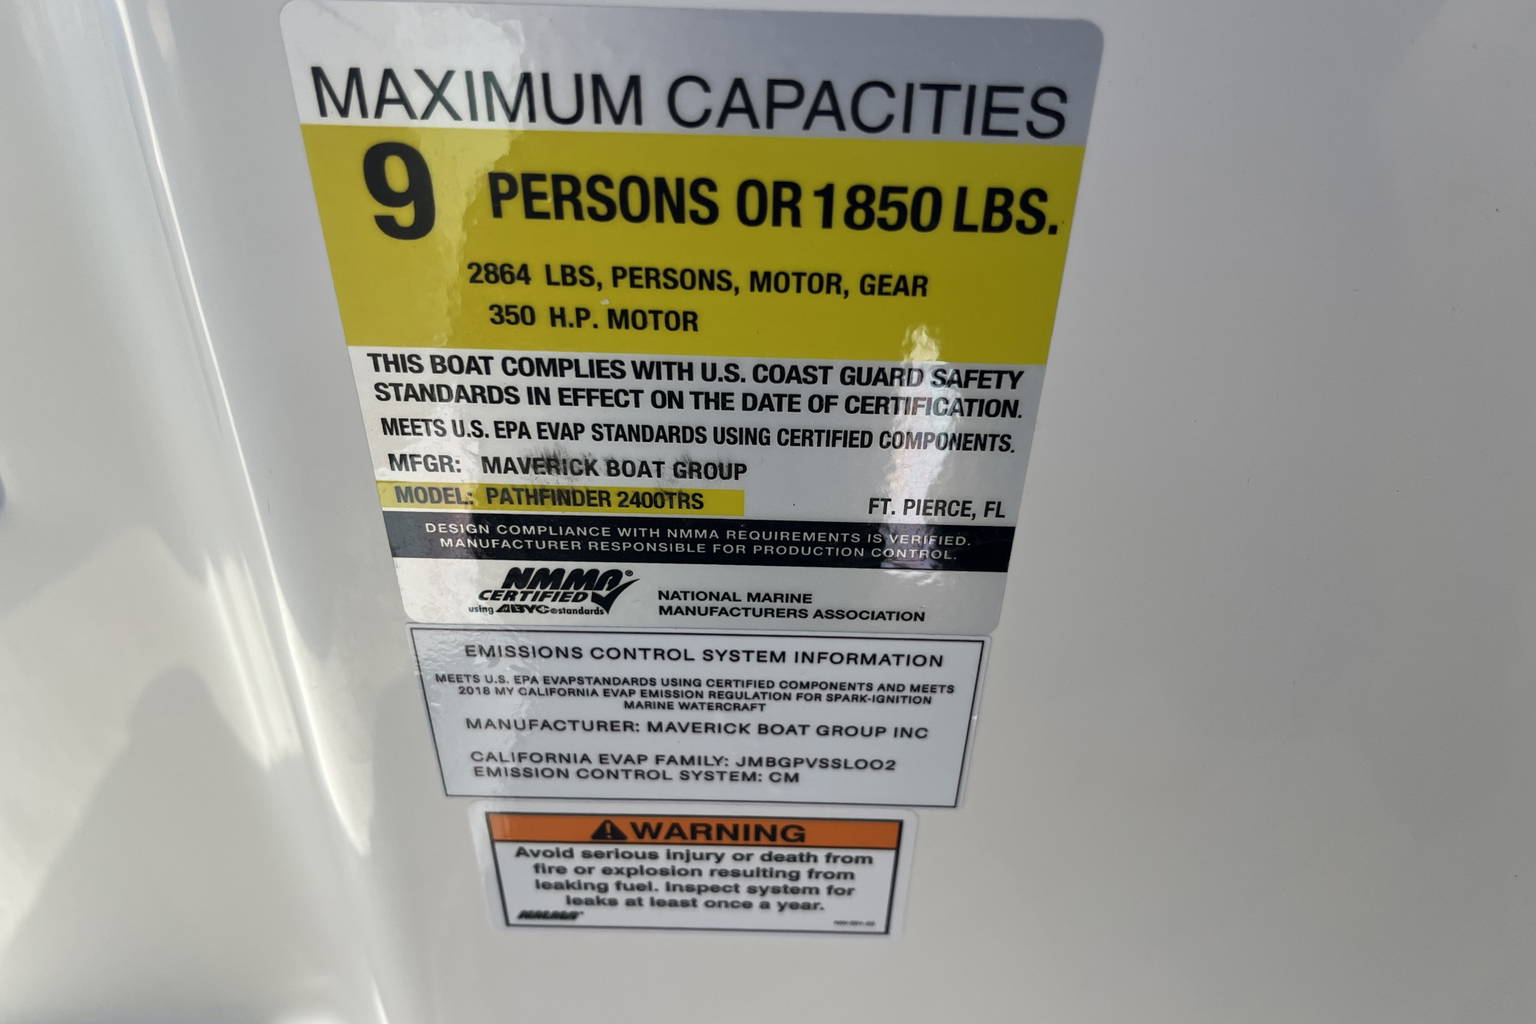 MAXIMUM CAPACITIES
9 PERSONS OR 1850 LBS.
2864 LBS, PERSONS, MOTOR, GEAR
350 H.P. MOTOR
THIS BOAT COMPLIES WITH U.S. COAST GUARD SAFETY
STANDARDS IN EFFECT ON THE DATE OF CERTIFICATION.
MEETS U.S. EPA EVAP STANDARDS USING CERTIFIED COMPONENTS.
MFGR: MAVERICK BOAT GROUP
MODEL: PATHFINDER 2400TRS FT. PIERCE, FL
DESIGN COMPLIANCE WITH NMMA REQUIREMENTS IS VERIFIED.
MANUFACTURER RESPONSIBLE FOR PRODUCTION CONTROL.
NMMA®
CERTIFIED
using ABYC standards
NATIONAL MARINE
MANUFACTURERS ASSOCIATION
EMISSIONS CONTROL SYSTEM INFORMATION
MEETS U.S. EPA EVAPSTANDARDS USING CERTIFIED COMPONENTS AND MEETS
2018 MY CALIFORNIA EVAP EMISSION REGULATION FOR SPARK-IGNITION
MARINE WATERCRAFT
MANUFACTURER: MAVERICK BOAT GROUP INC
CALIFORNIA EVAP FAMILY: JMBGPVSSLOO2
EMISSION CONTROL SYSTEM: CM
WARNING
Avoid serious injury or death from
fire or explosion resulting from
leaking fuel. Inspect system for
leaks at least once a year.
NMMA